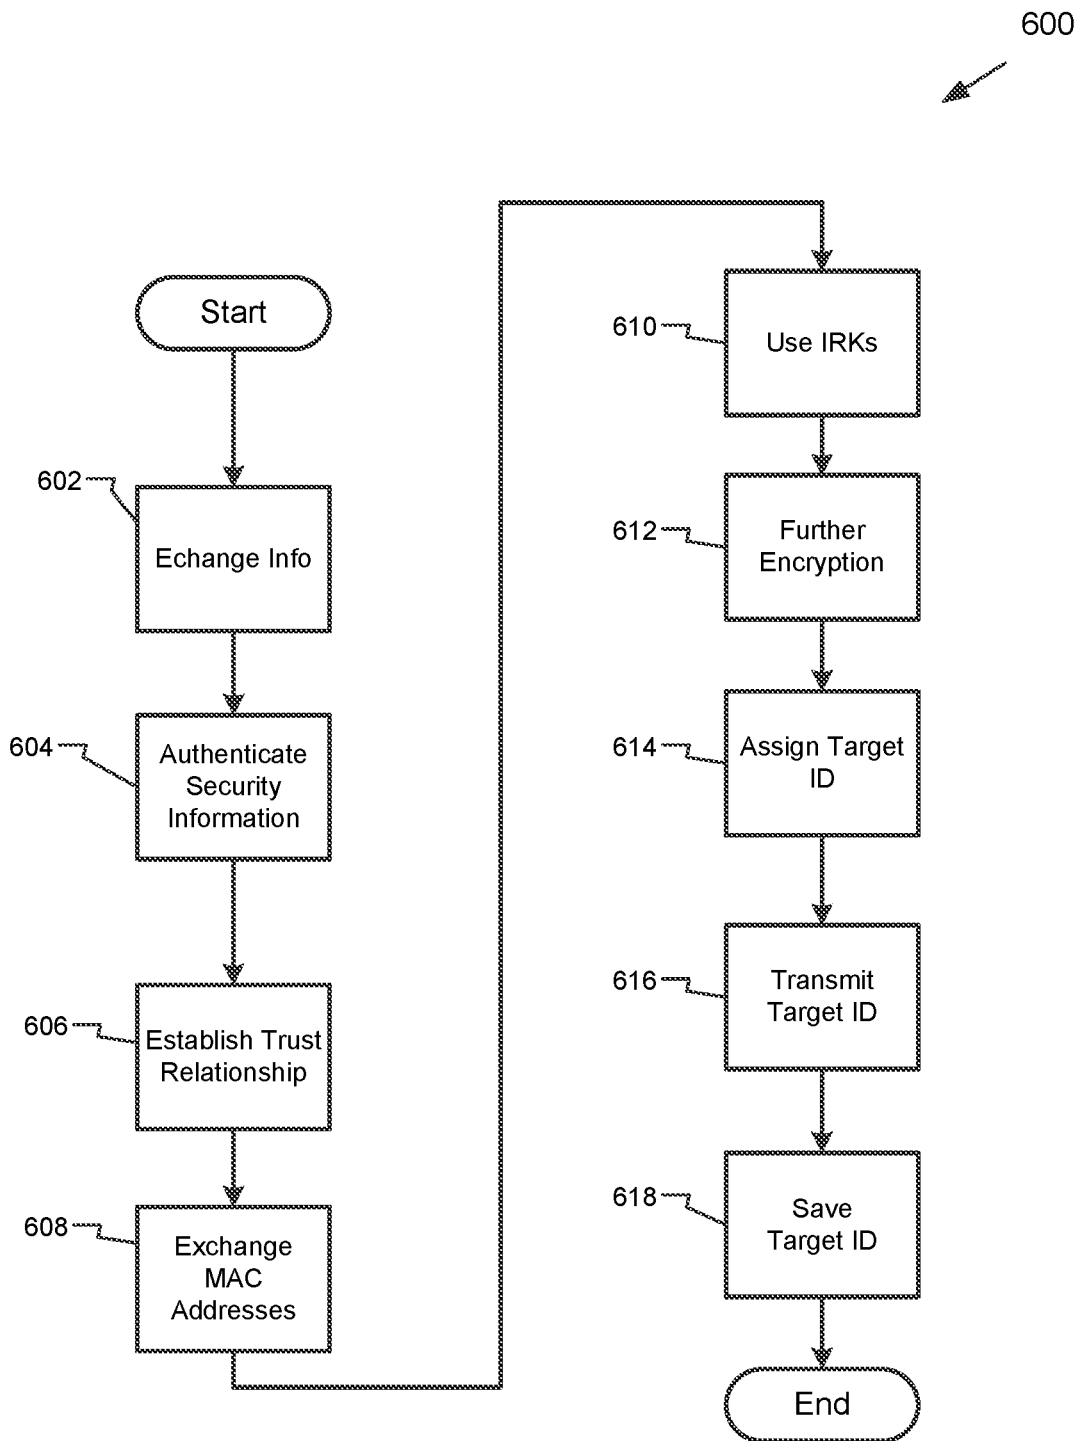 600
Start
602
Echange Info
604
Authenticate
Security
Information
606
Establish Trust
Relationship
608
Exchange
MAC
Addresses
610
Use IRKs
612
Further
Encryption
614
Assign Target
ID
616
Transmit
Target ID
618
Save
Target ID
End